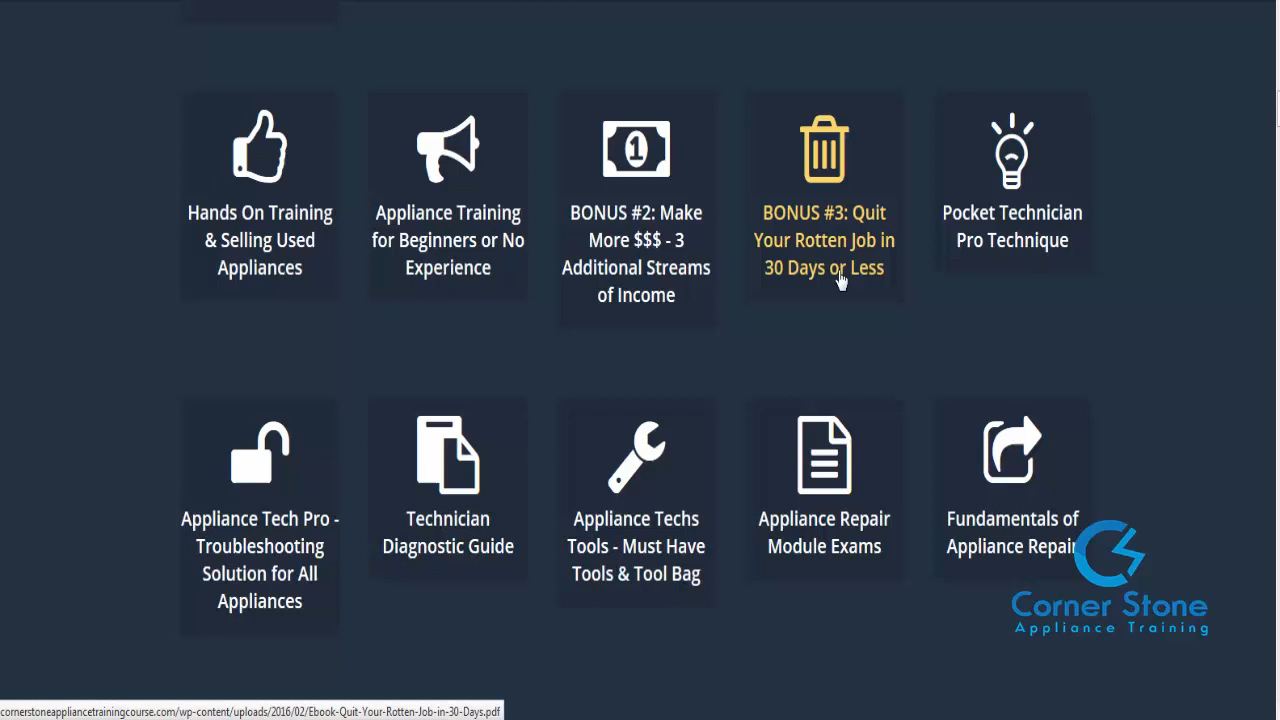 Hands On Training
& Selling Used
Appliances
Appliance Training
for Beginners or No
Experience
1
BONUS #2: Make
More $$$ - 3
Additional Streams
of Income
BONUS #3: Quit
Your Rotten Job in
30 Days or Less
Pocket Technician
Pro Technique
Appliance Tech Pro -
Troubleshooting
Solution for All
Appliances
Technician
Diagnostic Guide
Appliance Techs
Tools - Must Have
Tools & Tool Bag
Appliance Repair
Module Exams
Fundamentals of
Appliance Repair
Corner Stone
Appliance Training
cornerstoneappliancetrainingcourse.com/wp-content/uploads/2016/02/Ebook-Quit-Your-Rotten-Job-in-30-Days.pdf